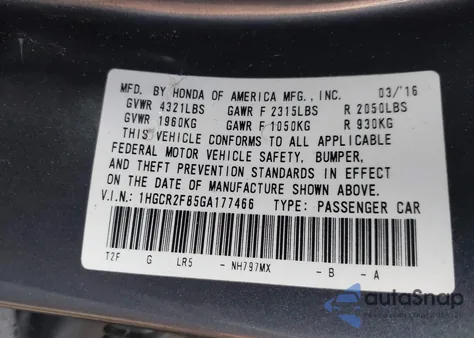 MFD. BY HONDA OF AMERICA MFG., INC. 03/'16
GVWR 4321LBS GAWR F 2315LBS R 2050LBS
GVWR 1960KG GAWR F 1050KG R 930KG
THIS VEHICLE CONFORMS TO ALL APPLICABLE
FEDERAL MOTOR VEHICLE SAFETY, BUMPER,
AND THEFT PREVENTION STANDARDS IN EFFECT
ON THE DATE OF MANUFACTURE SHOWN ABOVE.
V.I.N.: 1HGCR2F85GA177466 TYPE: PASSENGER CAR
T2F G LR5 -NH797MX -B -A
autoSnap